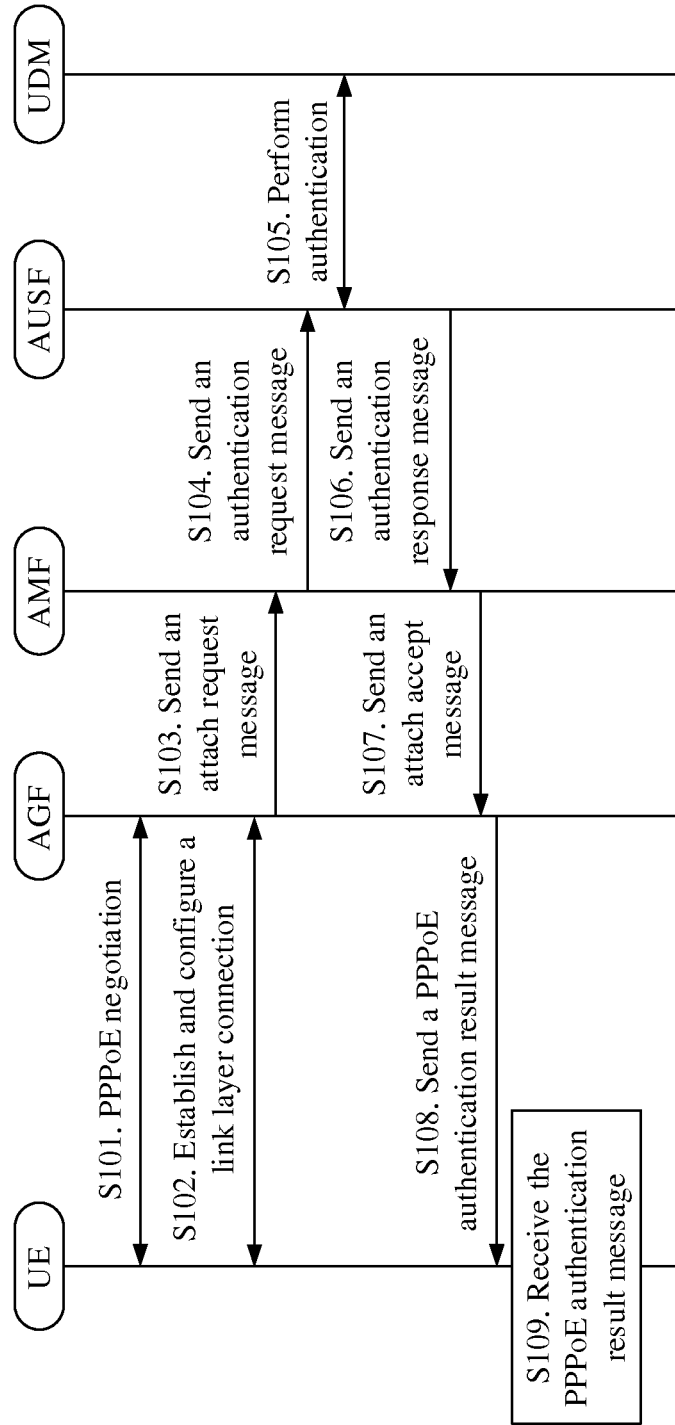 UE
AGF
AMF
AUSF
UDM
S101. PPPoE negotiation
S102. Establish and configure a
link layer connection
S103. Send an
attach request
message
S104. Send an
authentication
request message
S105. Perform
authentication
S106. Send an
authentication
response message
S107. Send an
attach accept
message
S108. Send a PPPoE
authentication result message
S109. Receive the
PPPoE authentication
result message